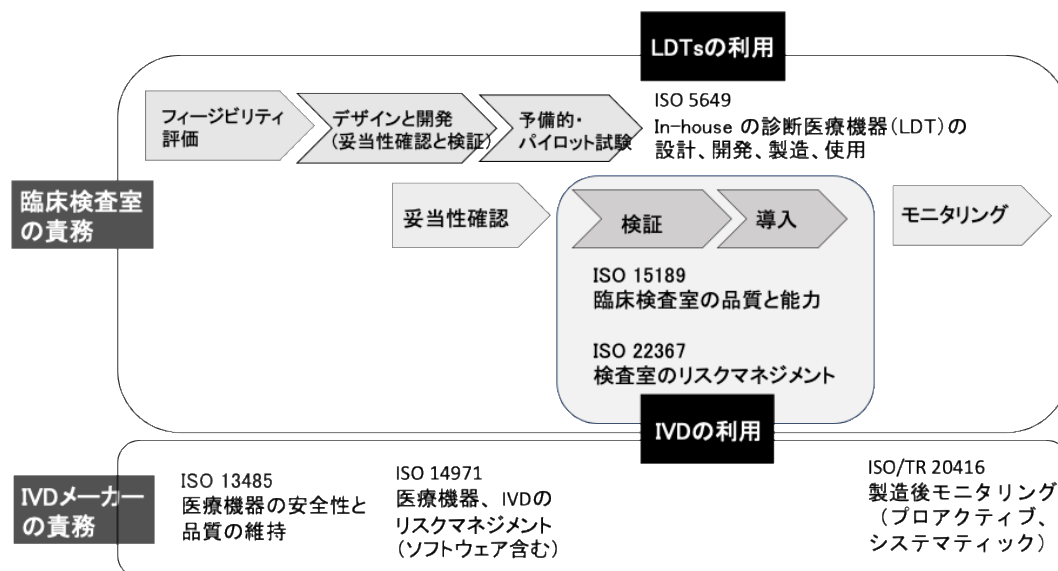 LDTsの利用
フィージビリティ
評価
デザインと開発
(妥当性確認と検証)
予備的・
パイロット試験
ISO 5649
In-house の診断医療機器(LDT)の
設計、開発、製造、使用
臨床検査室
の責務
妥当性確認
検証
導入
モニタリング
ISO 15189
臨床検査室の品質と能力
ISO 22367
検査室のリスクマネジメント
IVDの利用
IVDメーカー
の責務
ISO 13485
医療機器の安全性と
品質の維持
ISO 14971
医療機器、IVDの
リスクマネジメント
(ソフトウェア含む)
ISO/TR 20416
製造後モニタリング
(プロアクティブ、
システマティック)